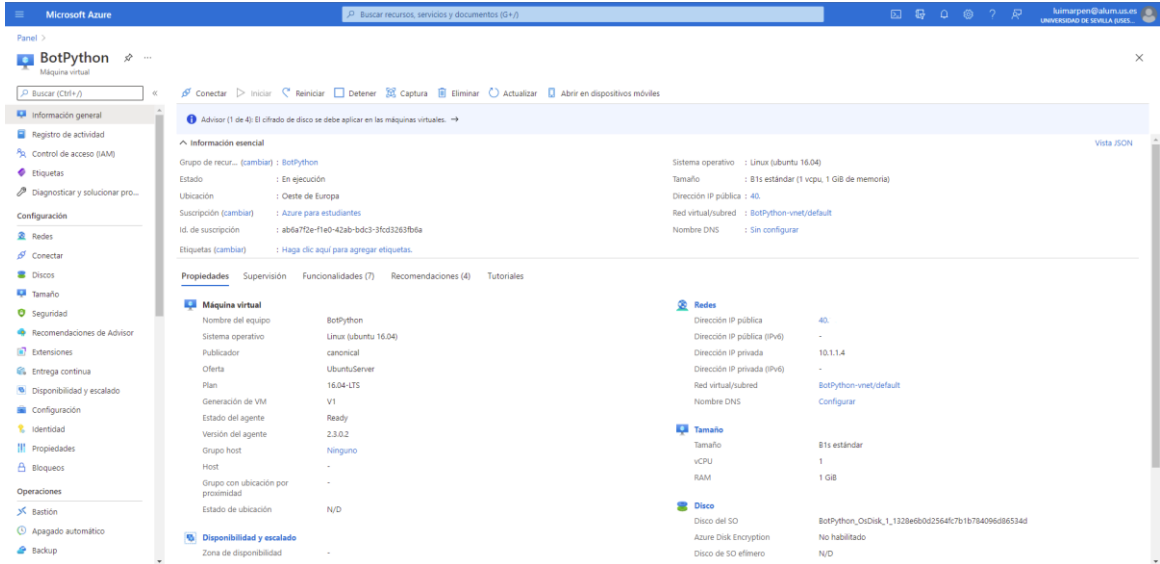 Microsoft Azure
Buscar recursos, servicios y documentos (G+/)
luimarpen@alum.us.es
UNIVERSIDAD DE SEVILLA (USES...
Panel >
BotPython
Máquina virtual
Buscar (Ctrl+/)
«
Conectar Iniciar Reiniciar Detener Captura Eliminar Actualizar Abrir en dispositivos móviles
Información general
Registro de actividad
Control de acceso (IAM)
Etiquetas
Diagnosticar y solucionar pro...
Configuración
Redes
Conectar
Discos
Tamaño
Seguridad
Recomendaciones de Advisor
Extensiones
Entrega continua
Disponibilidad y escalado
Configuración
Identidad
Propiedades
Bloqueos
Operaciones
Bastión
Apagado automático
Backup
Advisor (1 de 4): El cifrado de disco se debe aplicar en las máquinas virtuales. →
Información esencial
Vista JSON
Grupo de recur... (cambiar) : BotPython
Estado : En ejecución
Ubicación : Oeste de Europa
Suscripción (cambiar) : Azure para estudiantes
Id. de suscripción : ab6a7f2e-f1e0-42ab-bdc3-3fcd3263fb6a
Etiquetas (cambiar) : Haga clic aquí para agregar etiquetas.
Sistema operativo : Linux (ubuntu 16.04)
Tamaño : B1s estándar (1 vcpu, 1 GiB de memoria)
Dirección IP pública : 40.
Red virtual/subred : BotPython-vnet/default
Nombre DNS : Sin configurar
Propiedades Supervisión Funcionalidades (7) Recomendaciones (4) Tutoriales
Máquina virtual
Nombre del equipo BotPython
Sistema operativo Linux (ubuntu 16.04)
Publicador canonical
Oferta UbuntuServer
Plan 16.04-LTS
Generación de VM V1
Estado del agente Ready
Versión del agente 2.3.0.2
Grupo host Ninguno
Host -
Grupo con ubicación por -
proximidad
Estado de ubicación N/D
Disponibilidad y escalado
Zona de disponibilidad -
Redes
Dirección IP pública 40.
Dirección IP pública (IPv6) -
Dirección IP privada 10.1.1.4
Dirección IP privada (IPv6) -
Red virtual/subred BotPython-vnet/default
Nombre DNS Configurar
Tamaño
Tamaño B1s estándar
vCPU 1
RAM 1 GiB
Disco
Disco del SO BotPython_OsDisk_1_1328e6b0d2564fc7b1b784096d86534d
Azure Disk Encryption No habilitado
Disco de SO efímero N/D